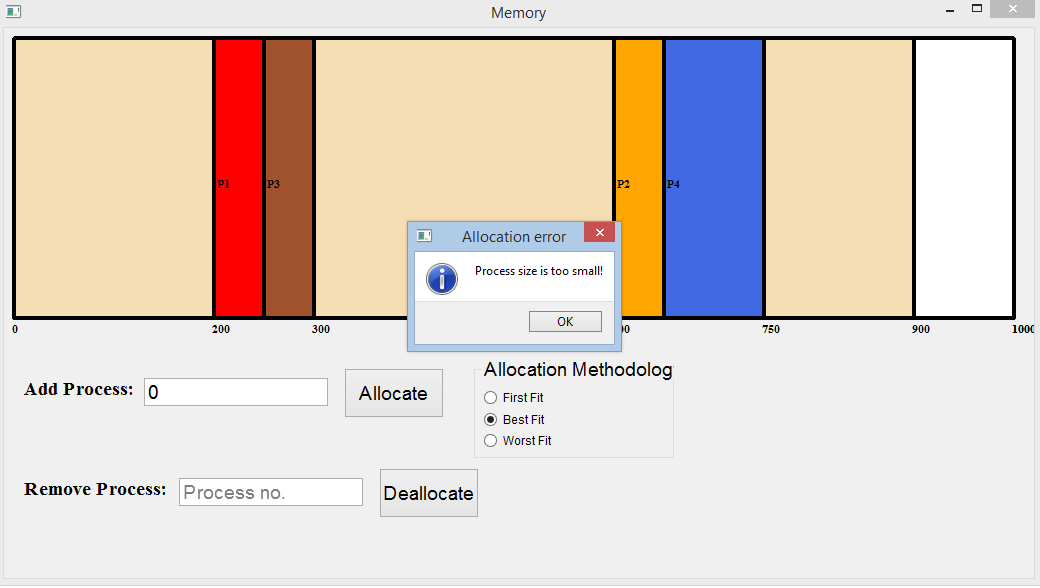 Memory
P1 P3 P2 P4
Allocation error
Process size is too small!
OK
0 200 300 00 750 900 1000
Add Process: 0 Allocate
Allocation Methodolog
First Fit
Best Fit
Worst Fit
Remove Process: Process no. Deallocate